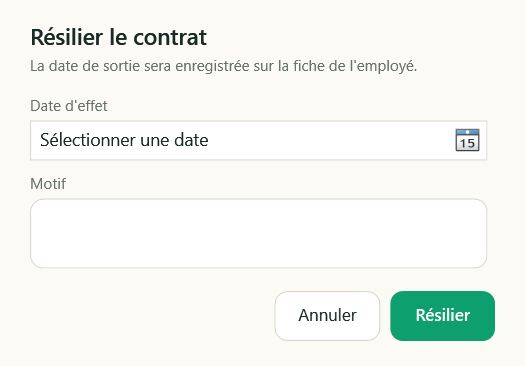 Résilier le contrat
La date de sortie sera enregistrée sur la fiche de l'employé.
Date d'effet
Sélectionner une date
15
Motif
Annuler
Résilier